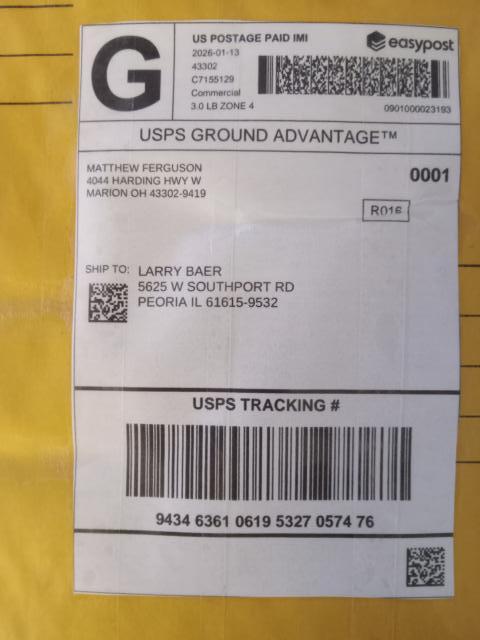 G
US POSTAGE PAID IMI
2026-01-13
43302
C7155129
Commercial
3.0 LB ZONE 4
easypost
0901000023193
USPS GROUND ADVANTAGE™
MATTHEW FERGUSON
4044 HARDING HWY W
MARION OH 43302-9419
0001
R016
SHIP TO: LARRY BAER
5625 W SOUTHPORT RD
PEORIA IL 61615-9532
USPS TRACKING #
9434 6361 0619 5327 0574 76